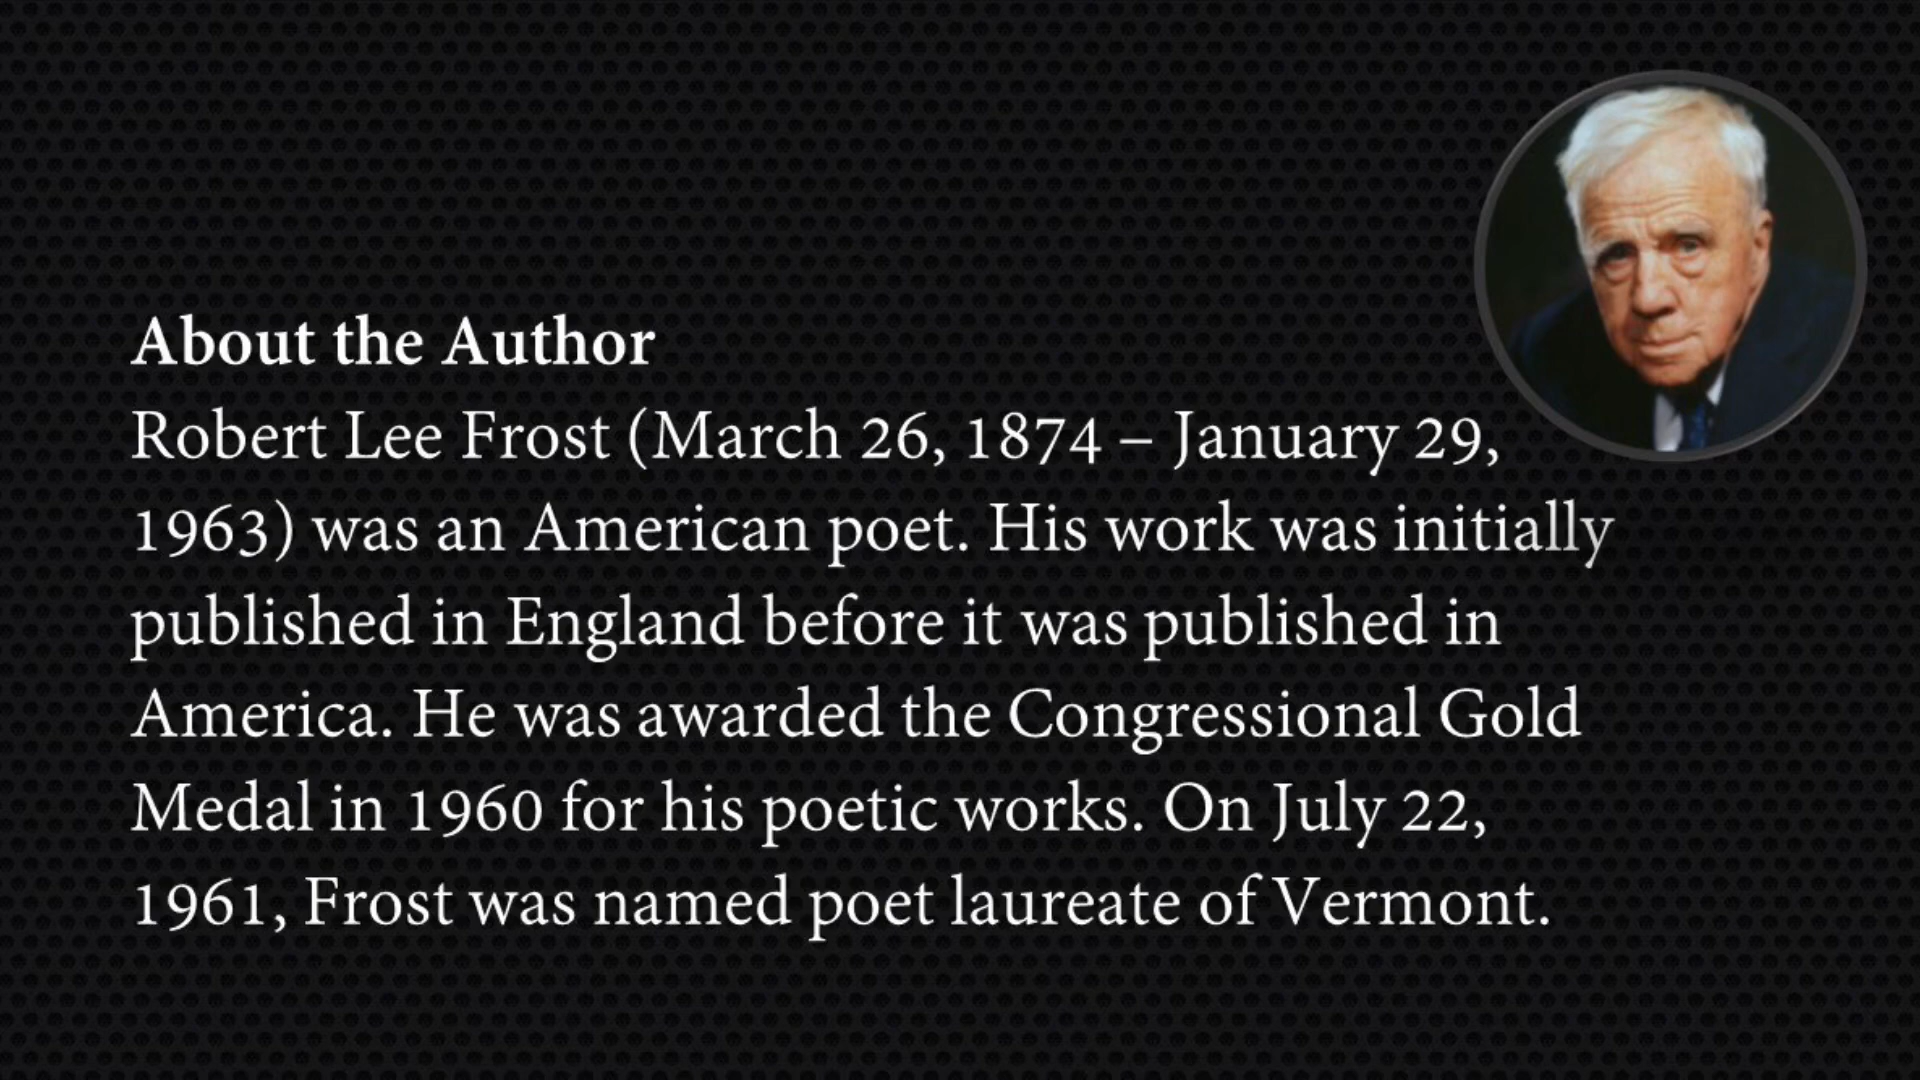 About the Author
Robert Lee Frost (March 26, 1874 – January 29,
1963) was an American poet. His work was initially
published in England before it was published in
America. He was awarded the Congressional Gold
Medal in 1960 for his poetic works. On July 22,
1961, Frost was named poet laureate of Vermont.